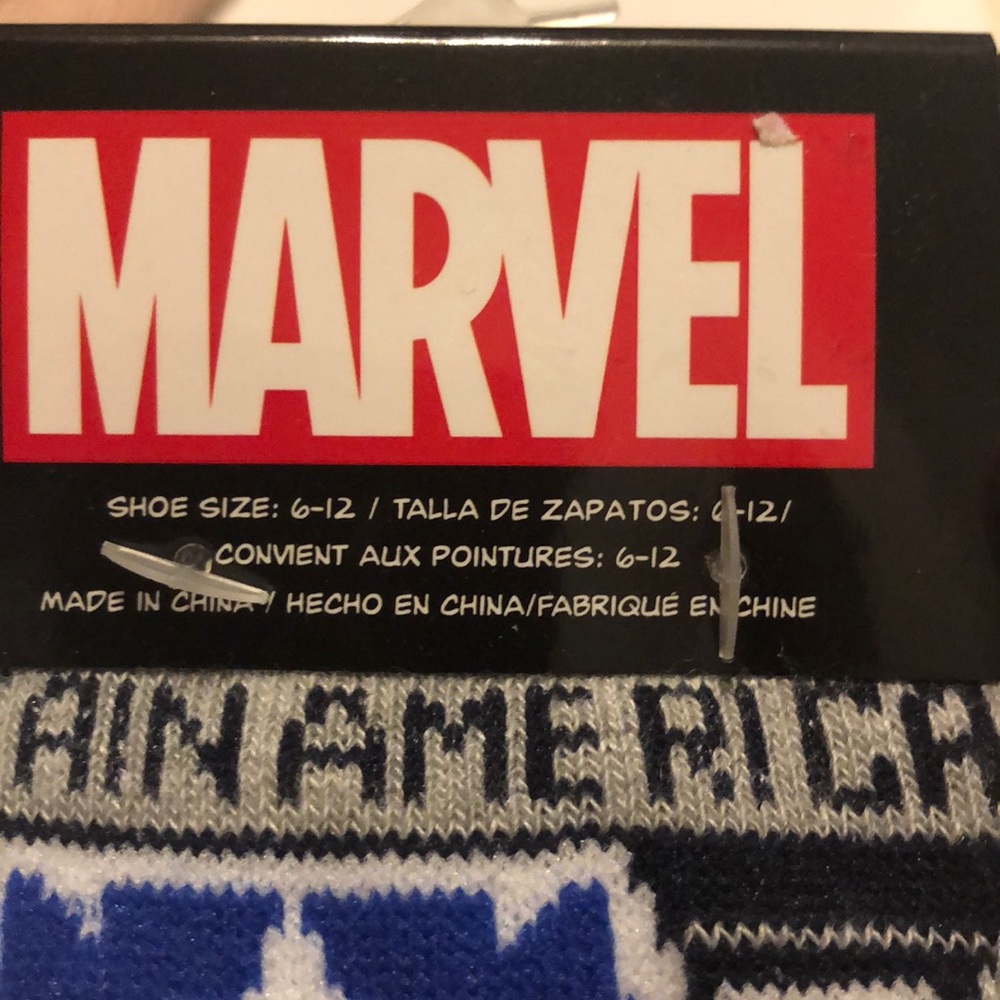 MARVEL
SHOE SIZE: 6-12 / TALLA DE ZAPATOS: 6-12/
CONVIENT AUX POINTURES: 6-12
MADE IN CHINA / HECHO EN CHINA/FABRIQUÉ EN CHINE
AIN AMERICA